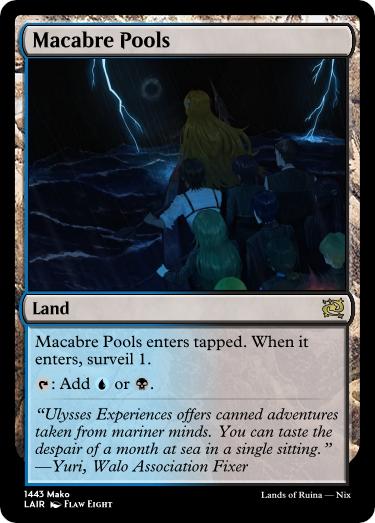 Macabre Pools
Land
Macabre Pools enters tapped. When it
enters, surveil 1.
: Add or .
“Ulysses Experiences offers canned adventures
taken from mariner minds. You can taste the
despair of a month at sea in a single sitting.”
—Yuri, Walo Association Fixer
1443 Mako
Lands of Ruina — Nix
LAIR Flaw Eight